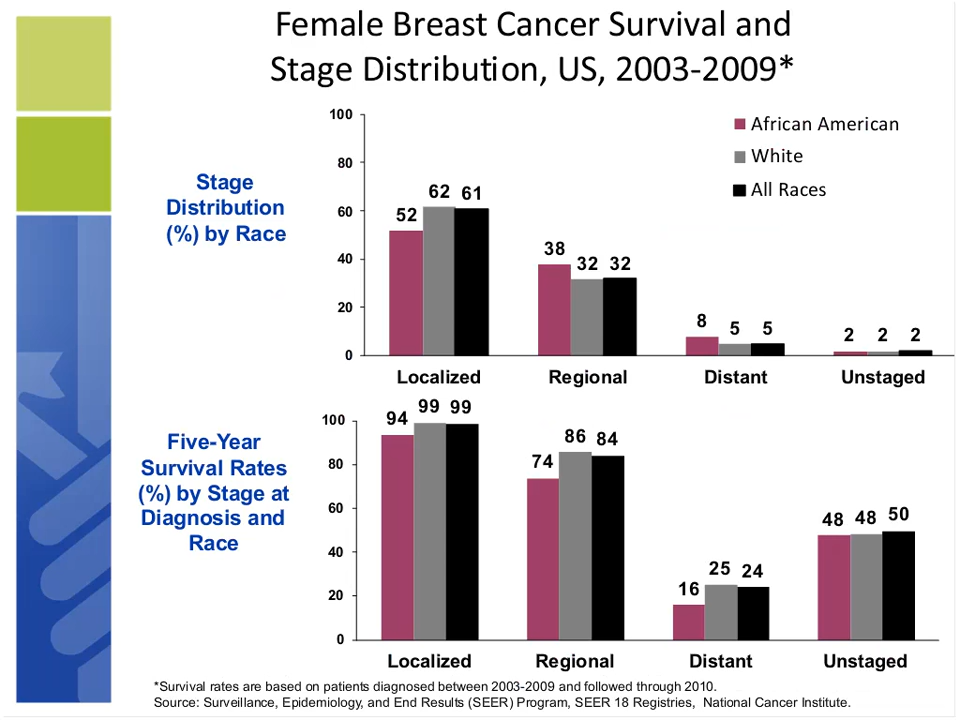 Female Breast Cancer Survival and
Stage Distribution, US, 2003-2009*
African American
White
All Races
Stage
Distribution
(%) by Race
100
80
60
40
20
0
52 62 61
38 32 32
8 5 5
2 2 2
Localized Regional Distant Unstaged
Five-Year
Survival Rates
(%) by Stage at
Diagnosis and
Race
100
80
60
40
20
0
94 99 99
74 86 84
16 25 24
48 48 50
Localized Regional Distant Unstaged
*Survival rates are based on patients diagnosed between 2003-2009 and followed through 2010.
Source: Surveillance, Epidemiology, and End Results (SEER) Program, SEER 18 Registries, National Cancer Institute.